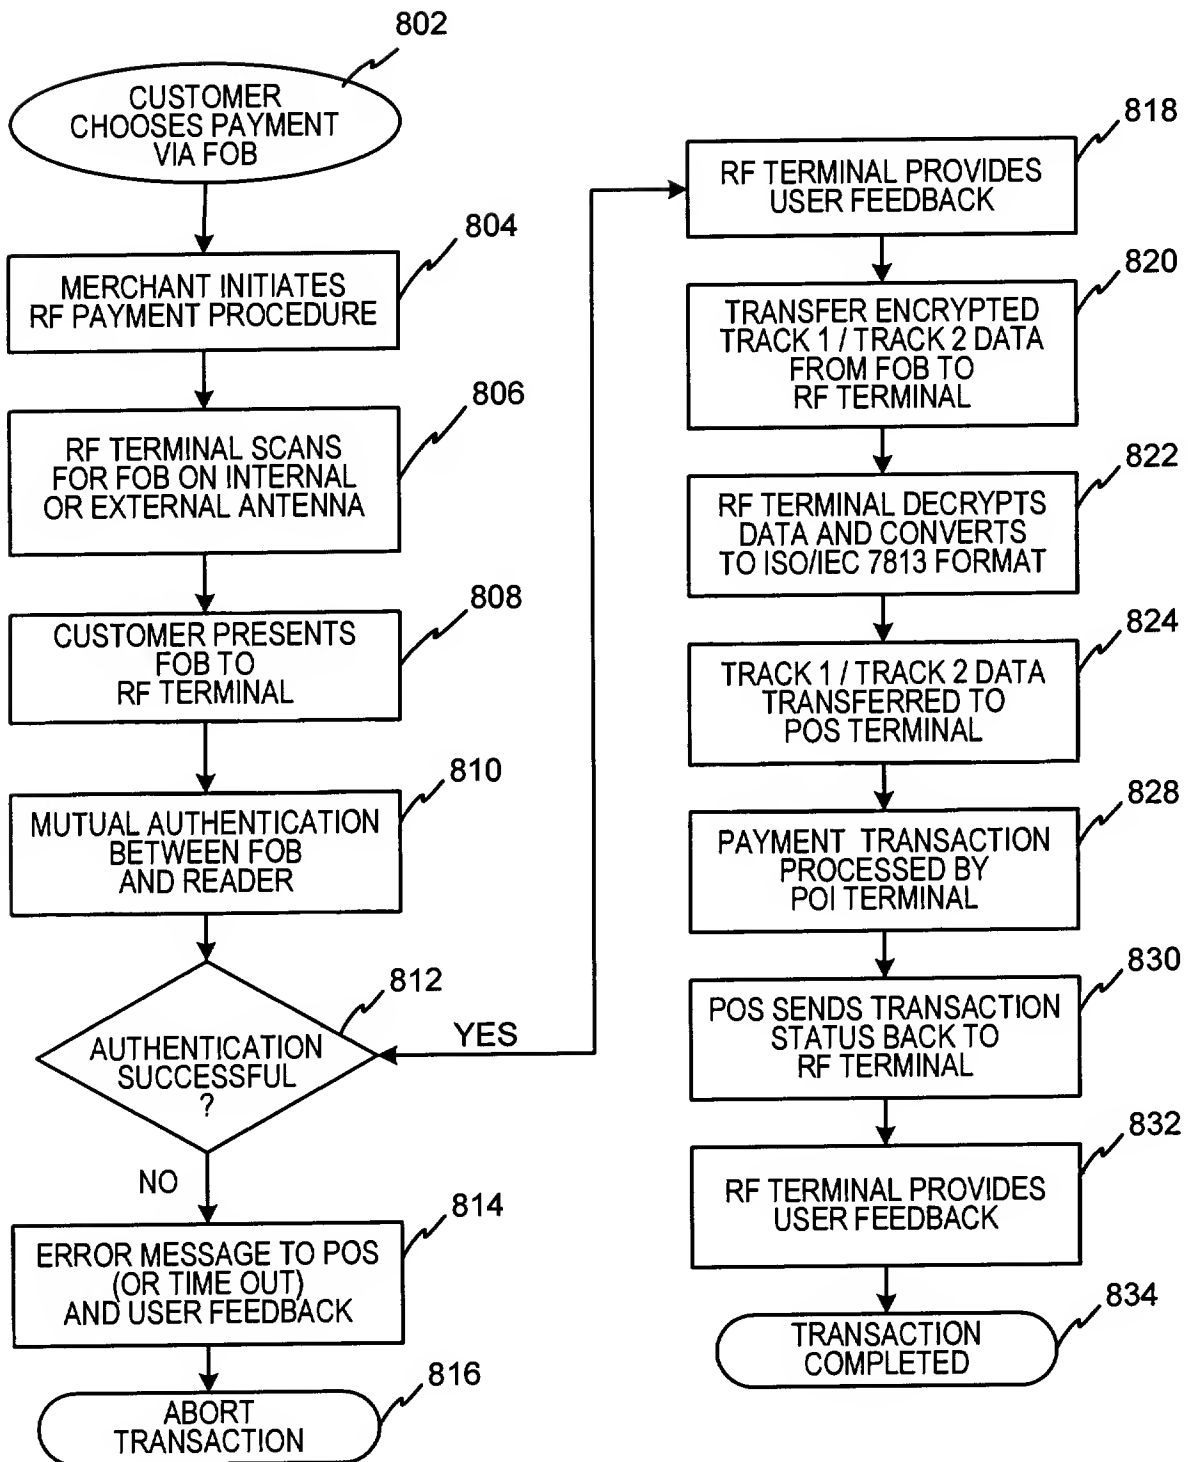 802
CUSTOMER
CHOOSES PAYMENT
VIA FOB
804
MERCHANT INITIATES
RF PAYMENT PROCEDURE
806
RF TERMINAL SCANS
FOR FOB ON INTERNAL
OR EXTERNAL ANTENNA
808
CUSTOMER PRESENTS
FOB TO
RF TERMINAL
810
MUTUAL AUTHENTICATION
BETWEEN FOB
AND READER
812
AUTHENTICATION
SUCCESSFUL
?
YES
NO
814
ERROR MESSAGE TO POS
(OR TIME OUT)
AND USER FEEDBACK
816
ABORT
TRANSACTION
818
RF TERMINAL PROVIDES
USER FEEDBACK
820
TRANSFER ENCRYPTED
TRACK 1 / TRACK 2 DATA
FROM FOB TO
RF TERMINAL
822
RF TERMINAL DECRYPTS
DATA AND CONVERTS
TO ISO/IEC 7813 FORMAT
824
TRACK 1 / TRACK 2 DATA
TRANSFERRED TO
POS TERMINAL
828
PAYMENT TRANSACTION
PROCESSED BY
POI TERMINAL
830
POS SENDS TRANSACTION
STATUS BACK TO
RF TERMINAL
832
RF TERMINAL PROVIDES
USER FEEDBACK
834
TRANSACTION
COMPLETED